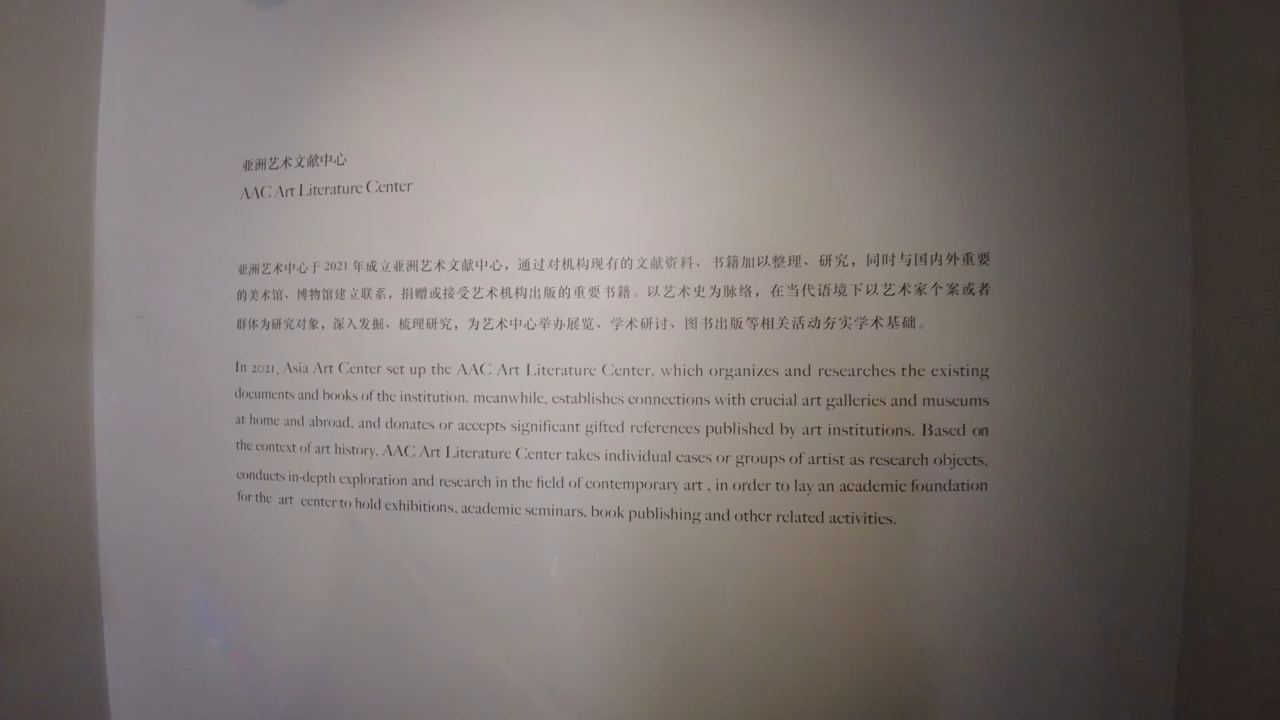 亚洲艺术文献中心
AAC Art Literature Center
亚洲艺术中心于 2021 年成立亚洲艺术文献中心，通过对机构现有的文献资料、书籍加以整理、研究，同时与国内外重要
的美术馆、博物馆建立联系，捐赠或接受艺术机构出版的重要书籍。以艺术史为脉络，在当代语境下以艺术家个案或者
群体为研究对象，深入发掘、梳理研究，为艺术中心举办展览、学术研讨、图书出版等相关活动夯实学术基础。
In 2021, Asia Art Center set up the AAC Art Literature Center, which organizes and researches the existing
documents and books of the institution, meanwhile, establishes connections with crucial art galleries and museums
at home and abroad, and donates or accepts significant gifted references published by art institutions. Based on
the context of art history, AAC Art Literature Center takes individual cases or groups of artist as research objects,
conducts in-depth exploration and research in the field of contemporary art , in order to lay an academic foundation
for the art center to hold exhibitions, academic seminars, book publishing and other related activities.